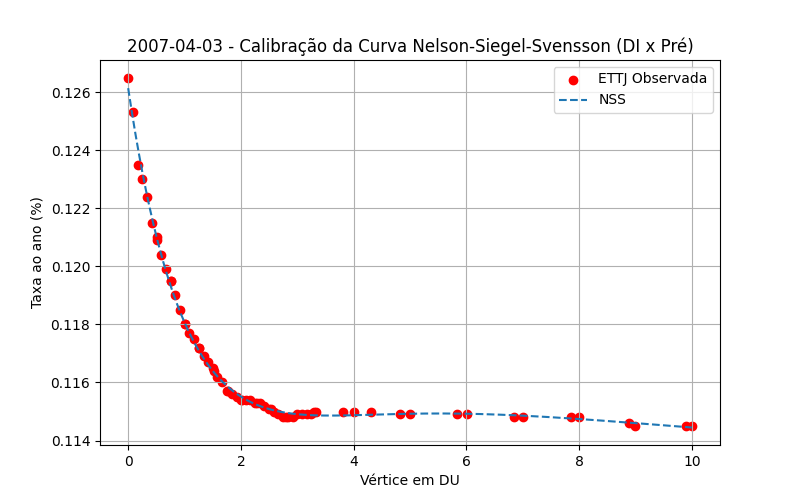 2007-04-03 - Calibração da Curva Nelson-Siegel-Svensson (DI x Pré)
ETTJ Observada
NSS
Taxa ao ano (%)
0.126
0.124
0.122
0.120
0.118
0.116
0.114
0 2 4 6 8 10
Vértice em DU